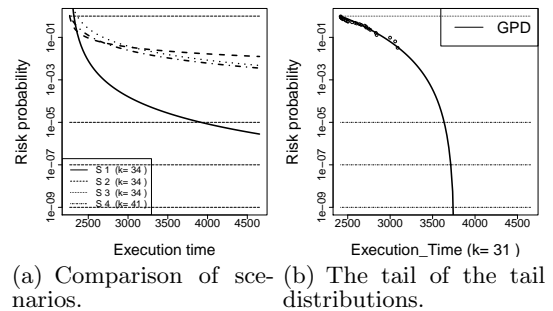 Risk probability
1e-01
1e-03
1e-05
1e-07
1e-09
S 1 (k= 34 )
S 2 (k= 34 )
S 3 (k= 34 )
S 4 (k= 41)
2500 3000 3500 4000 4500
Execution time
(a) Comparison of sce-
narios.
GPD
Risk probability
1e-01
1e-03
1e-05
1e-07
1e-09
2500 3000 3500 4000 4500
Execution_Time (k= 31 )
(b) The tail of the tail
distributions.